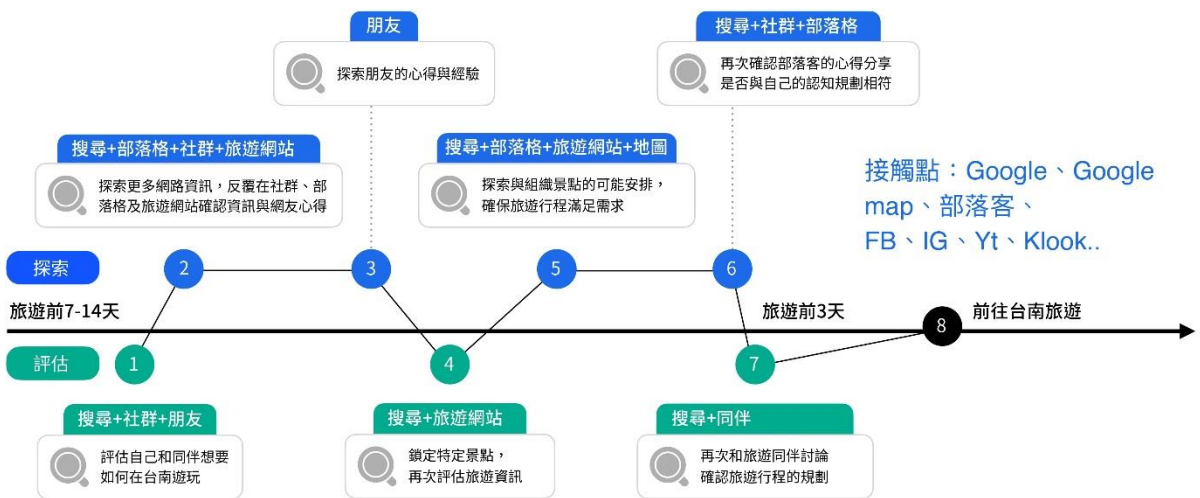 朋友
探索朋友的心得與經驗
搜尋+社群+部落格
再次確認部落客的心得分享
是否與自己的認知規劃相符
搜尋+部落格+社群+旅遊網站
探索更多網路資訊，反覆在社群、部
落格及旅遊網站確認資訊與網友心得
搜尋+部落格+旅遊網站+地圖
探索與組織景點的可能安排，
確保旅遊行程滿足需求
接觸點：Google、Google
map、部落客、
FB、IG、Yt、Klook..
探索
2
3
5
6
旅遊前7-14天
旅遊前3天
8
前往台南旅遊
評估
1
4
7
搜尋+社群+朋友
評估自己和同伴想要
如何在台南遊玩
搜尋+旅遊網站
鎖定特定景點，
再次評估旅遊資訊
搜尋+同伴
再次和旅遊同伴討論
確認旅遊行程的規劃